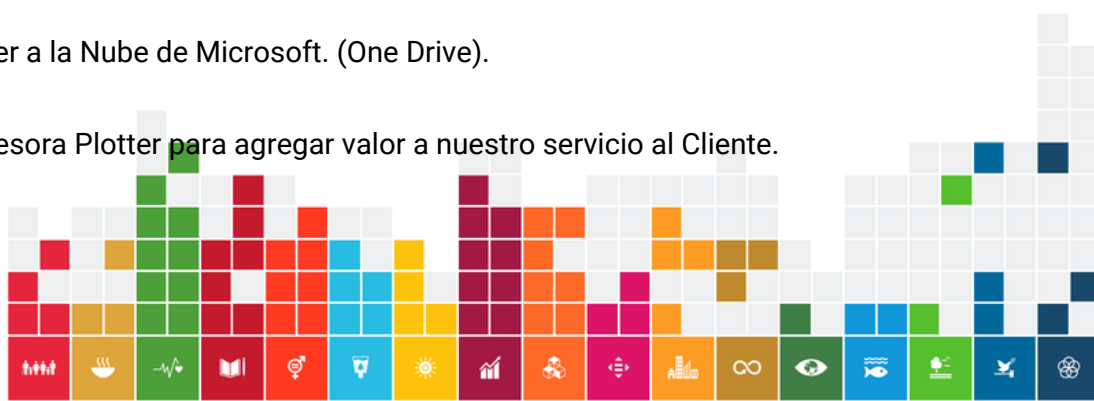 er a la Nube de Microsoft. (One Drive).
esora Plotter para agregar valor a nuestro servicio al Cliente.